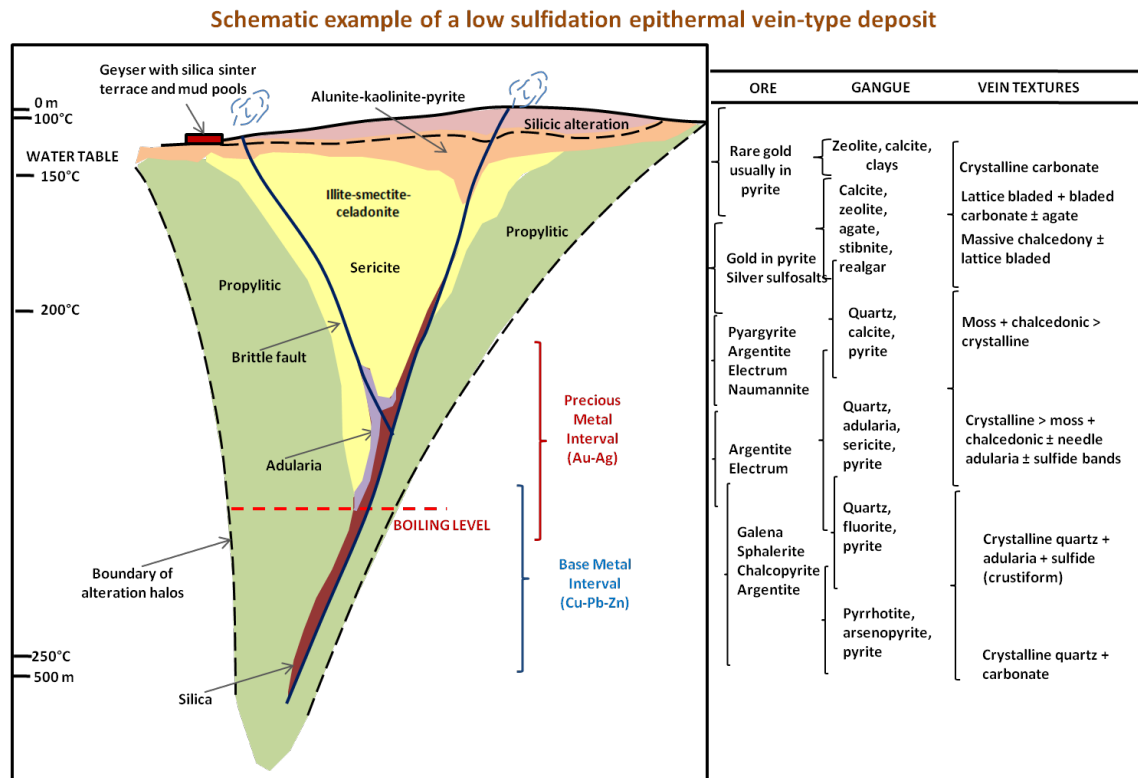 Schematic example of a low sulfidation epithermal vein-type deposit
Geyser with silica sinter
terrace and mud pools
Alunite-kaolinite-pyrite
Silicic alteration
0 m
100°C
WATER TABLE
150°C
Illite-smectite-
celadonite
Sericite
Propylitic
Propylitic
200°C
Brittle fault
Adularia
Precious
Metal
Interval
(Au-Ag)
BOILING LEVEL
Boundary of
alteration halos
Base Metal
Interval
(Cu-Pb-Zn)
250°C
500 m
Silica
ORE
GANGUE
VEIN TEXTURES
Rare gold
usually in
pyrite
Gold in pyrite
Silver sulfosalts
Pyargyrite
Argentite
Electrum
Naumannite
Argentite
Electrum
Galena
Sphalerite
Chalcopyrite
Argentite
Zeolite, calcite,
clays
Calcite,
zeolite,
agate,
stibnite,
realgar
Quartz,
calcite,
pyrite
Quartz,
adularia,
sericite,
pyrite
Quartz,
fluorite,
pyrite
Pyrrhotite,
arsenopyrite,
pyrite
Crystalline carbonate
Lattice bladed + bladed
carbonate ± agate
Massive chalcedony ±
lattice bladed
Moss + chalcedonic >
crystalline
Crystalline > moss +
chalcedonic ± needle
adularia ± sulfide bands
Crystalline quartz +
adularia + sulfide
(crustiform)
Crystalline quartz +
carbonate